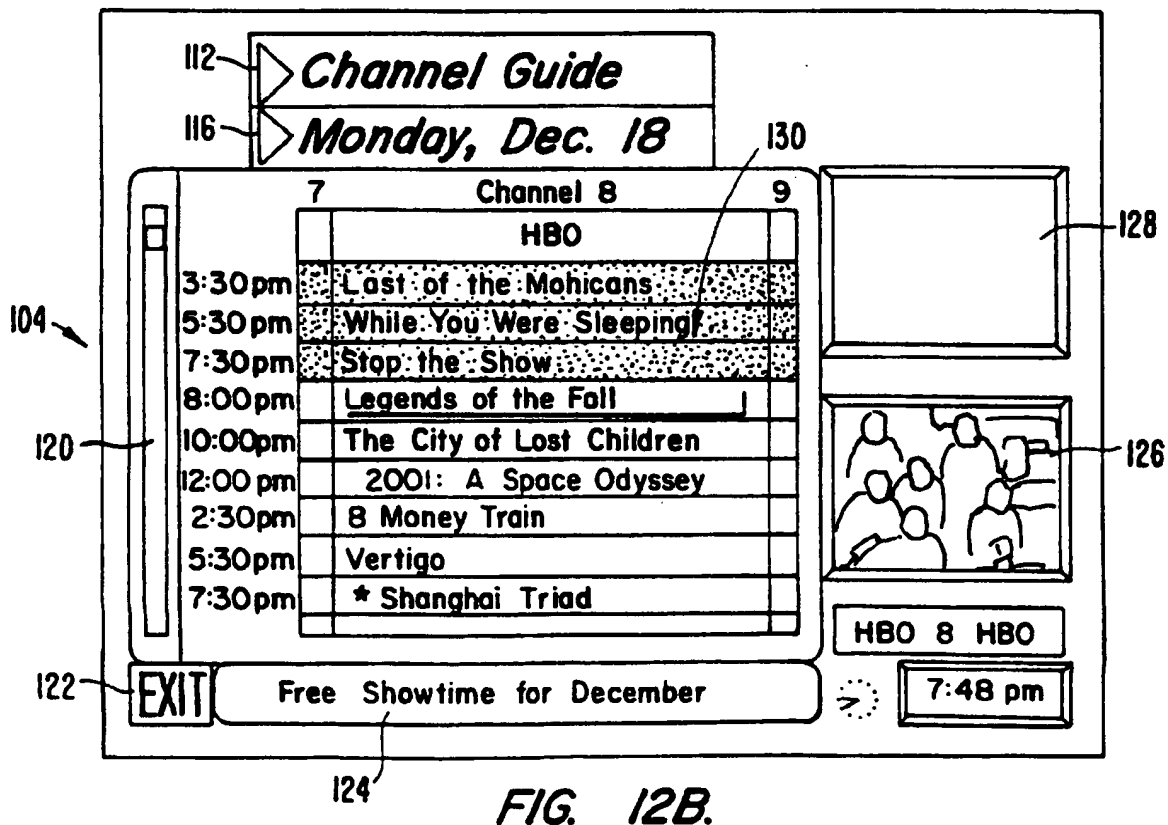 112
Channel Guide
116
Monday, Dec. 18
130
7 Channel 8 9
HBO
128
3:30pm Last of the Mohicans
104
5:30pm While You Were Sleeping
7:30pm Stop the Show
8:00pm Legends of the Fall
120
10:00pm The City of Lost Children
126
12:00 pm 2001: A Space Odyssey
2:30pm 8 Money Train
5:30pm Vertigo
7:30pm * Shanghai Triad
HBO 8 HBO
122
EXIT
Free Showtime for December
7:48 pm
124
FIG. 12B.